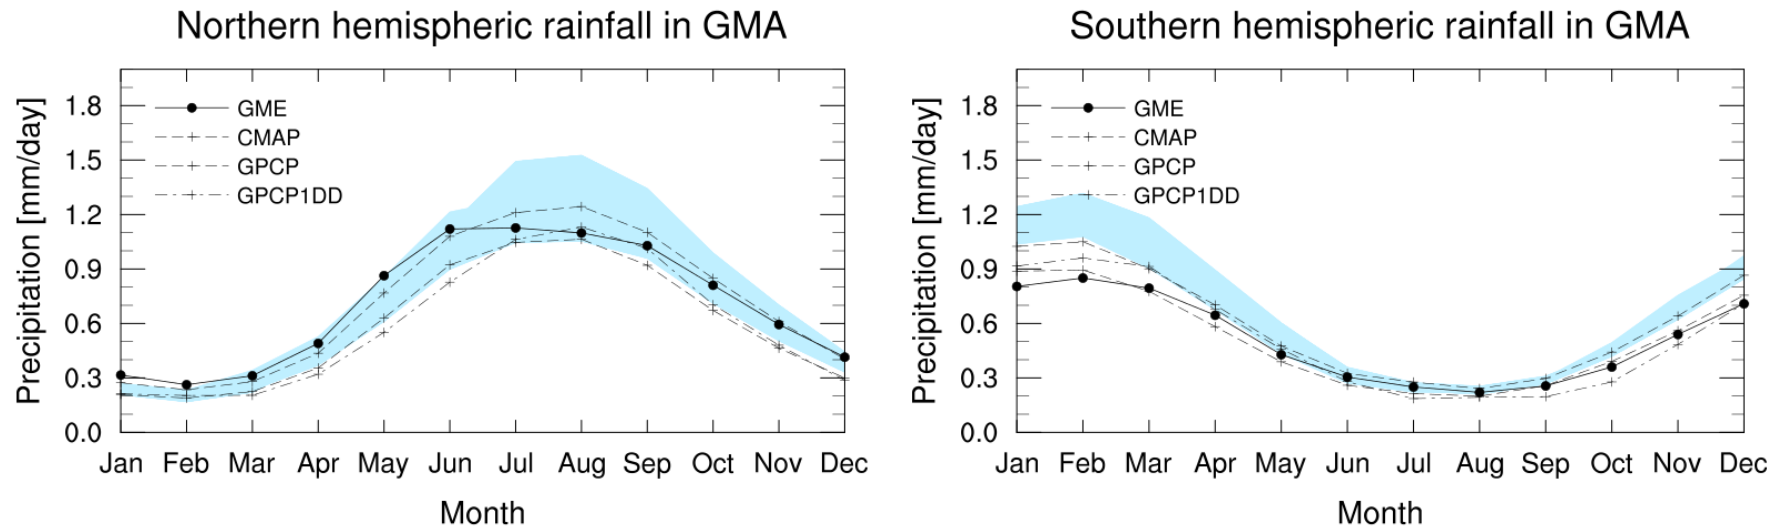 Northern hemispheric rainfall in GMA
Precipitation [mm/day]
1.8
1.5
1.2
0.9
0.6
0.3
0.0
GME
CMAP
GPCP
GPCP1DD
Jan Feb Mar Apr May Jun Jul Aug Sep Oct Nov Dec
Month
Southern hemispheric rainfall in GMA
Precipitation [mm/day]
1.8
1.5
1.2
0.9
0.6
0.3
0.0
GME
CMAP
GPCP
GPCP1DD
Jan Feb Mar Apr May Jun Jul Aug Sep Oct Nov Dec
Month